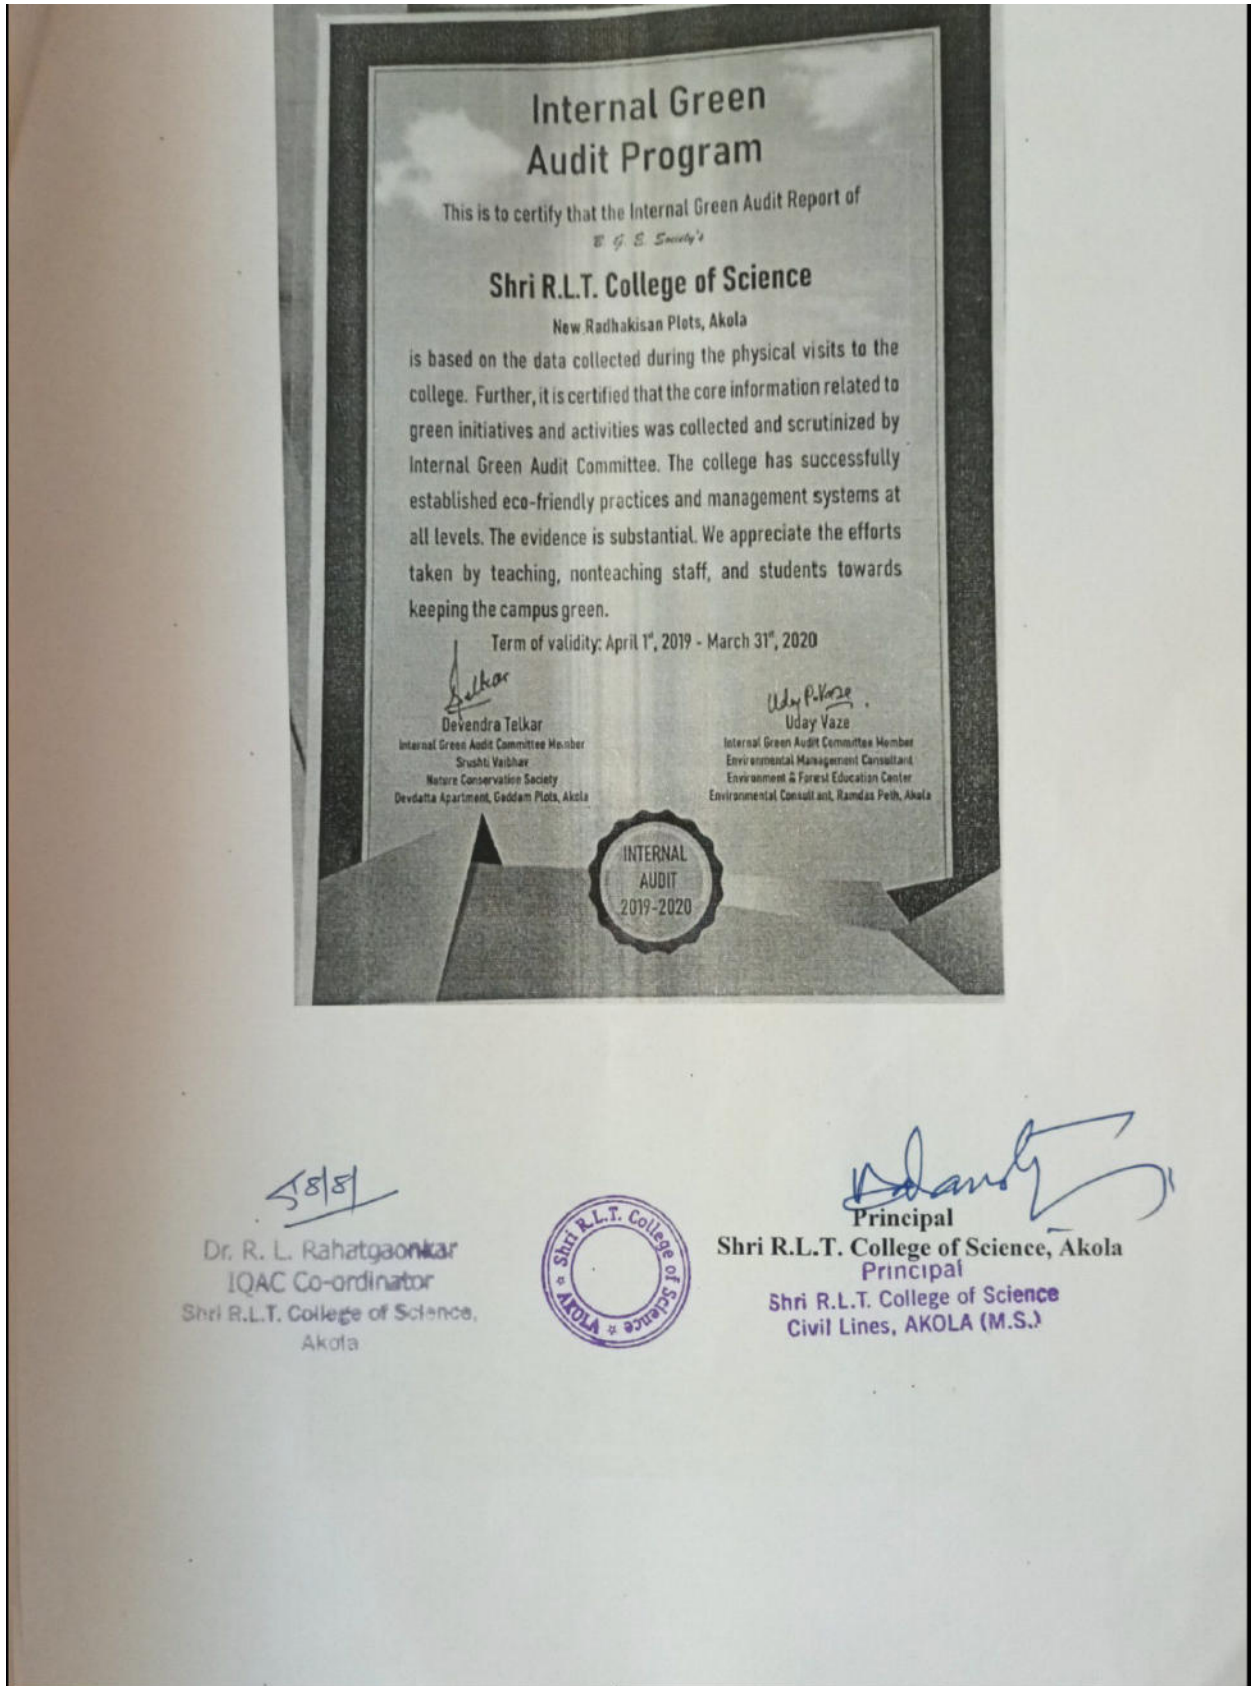 Internal Green
Audit Program
This is to certify that the Internal Green Audit Report of
B. G. E. Society's
Shri R.L.T. College of Science
New Radhakisan Plots, Akola
is based on the data collected during the physical visits to the
college. Further, it is certified that the core information related to
green initiatives and activities was collected and scrutinized by
Internal Green Audit Committee. The college has successfully
established eco-friendly practices and management systems at
all levels. The evidence is substantial. We appreciate the efforts
taken by teaching, nonteaching staff, and students towards
keeping the campus green.
Term of validity: April 1st, 2019 - March 31st, 2020
Telkar
Devendra Telkar
Internal Green Audit Committee Member
Srushti Vaibhav
Nature Conservation Society
Devdatta Apartment, Gaddam Plots, Akola
Uday P. Vaze
Uday Vaze
Internal Green Audit Committee Member
Environmental Management Consultant
Environment & Forest Education Center
Environmental Consultant, Ramdas Peth, Akola
INTERNAL
AUDIT
2019-2020
Dr. R. L. Rahatgaonkar
IQAC Co-ordinator
Shri R.L.T. College of Science,
Akola
Shri R.L.T. College of Science
AKOLA
Principal
Shri R.L.T. College of Science, Akola
Principal
Shri R.L.T. College of Science
Civil Lines, AKOLA (M.S.)